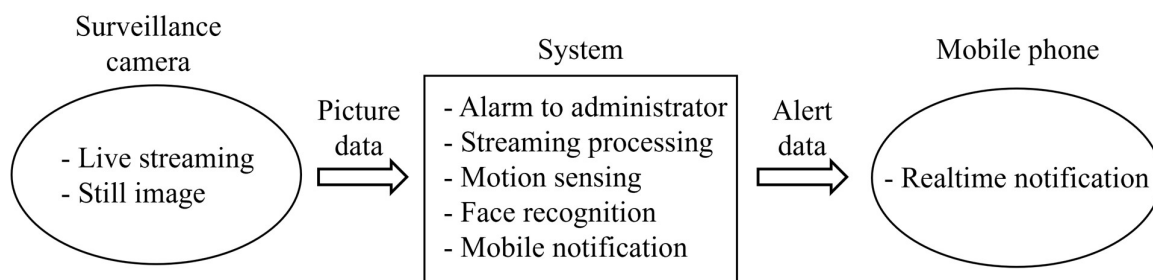 Surveillance
camera
- Live streaming
- Still image
Picture
data
System
- Alarm to administrator
- Streaming processing
- Motion sensing
- Face recognition
- Mobile notification
Alert
data
Mobile phone
- Realtime notification